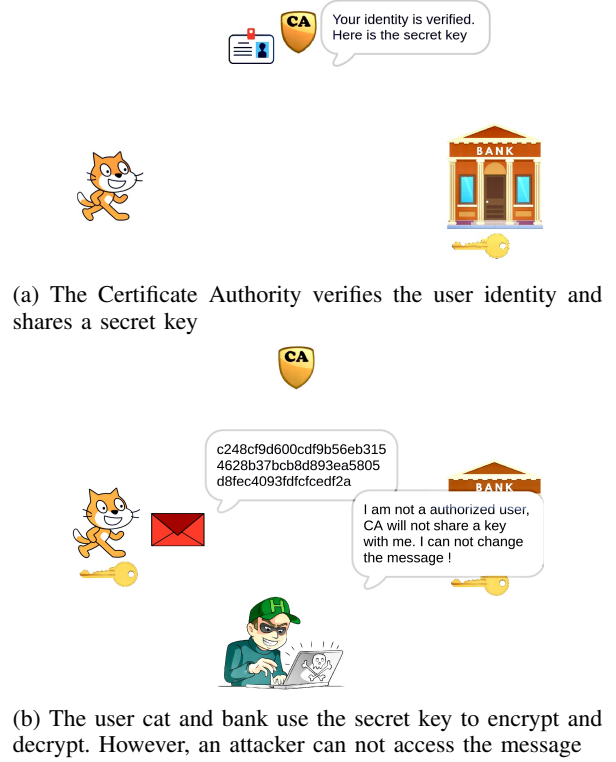 CA
Your identity is verified.
Here is the secret key
BANK
(a) The Certificate Authority verifies the user identity and
shares a secret key
CA
c248cf9d600cdf9b56eb315
4628b37bcb8d893ea5805
d8fec4093fdfcfcedf2a
BANK
I am not a authorized user,
CA will not share a key
with me. I can not change
the message !
H
(b) The user cat and bank use the secret key to encrypt and
decrypt. However, an attacker can not access the message